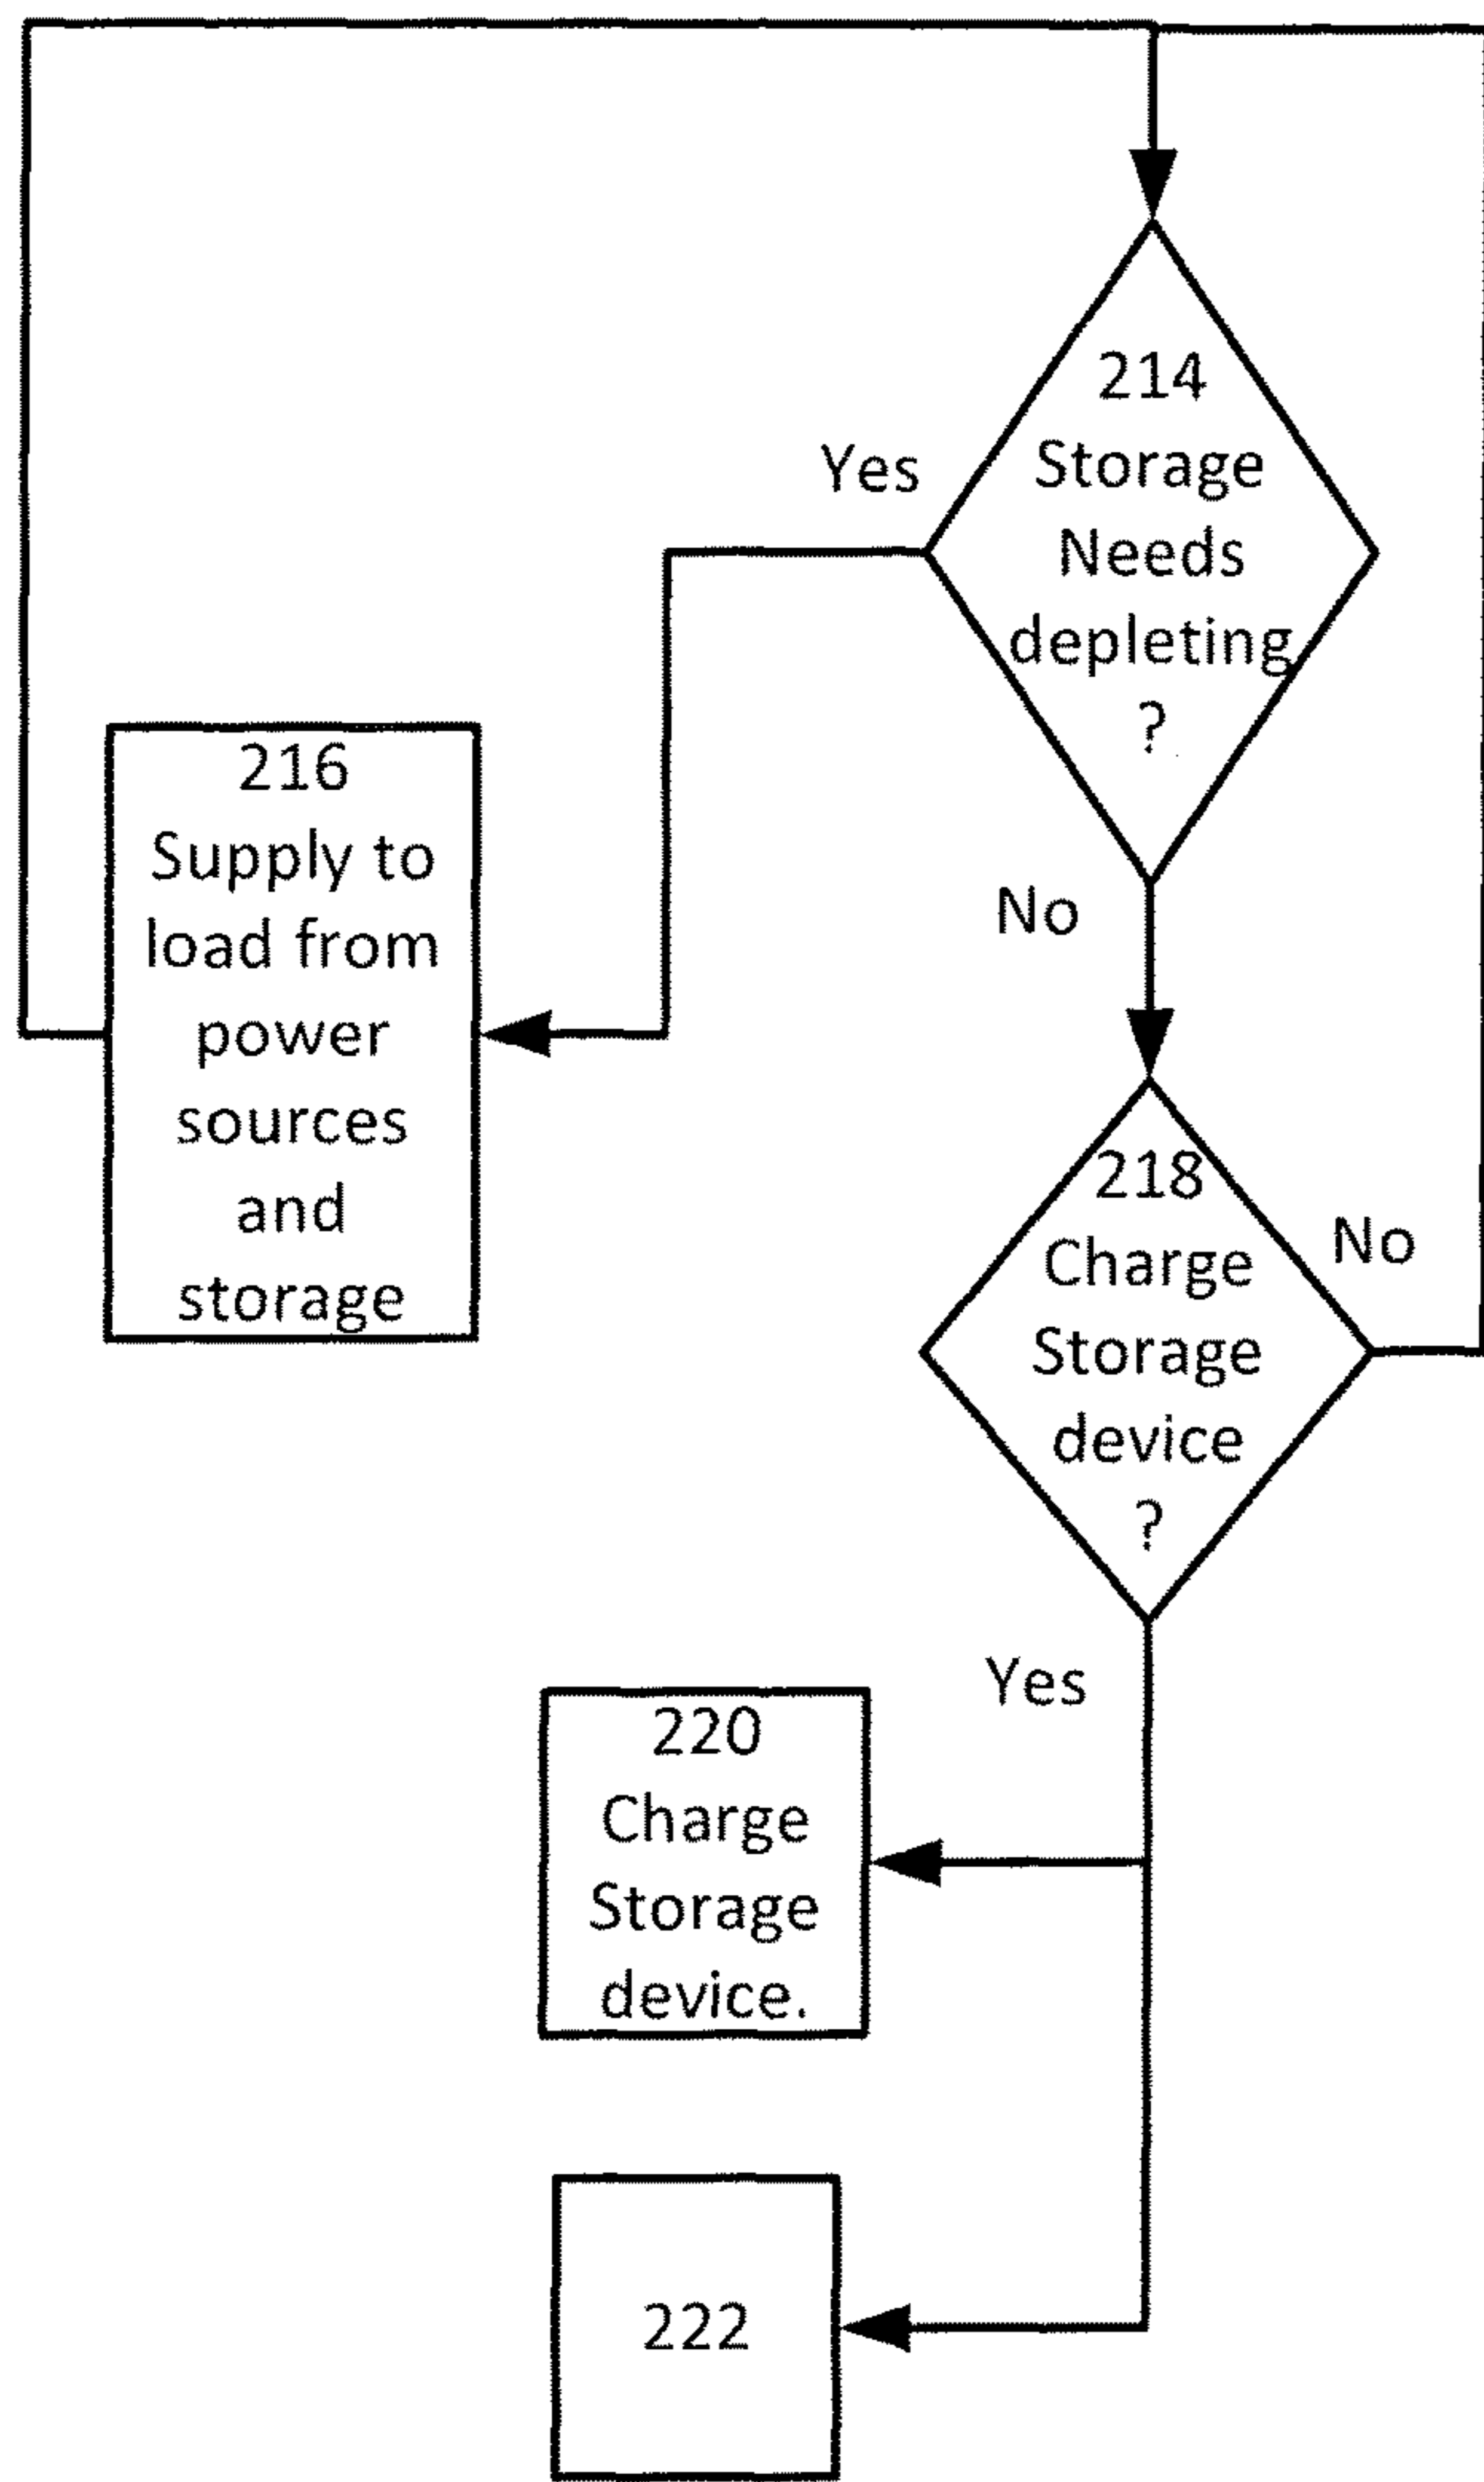 214
Storage
Needs
depleting
?
Yes
No
216
Supply to
load from
power
sources
and
storage
218
Charge
Storage
device
?
No
Yes
220
Charge
Storage
device.
222